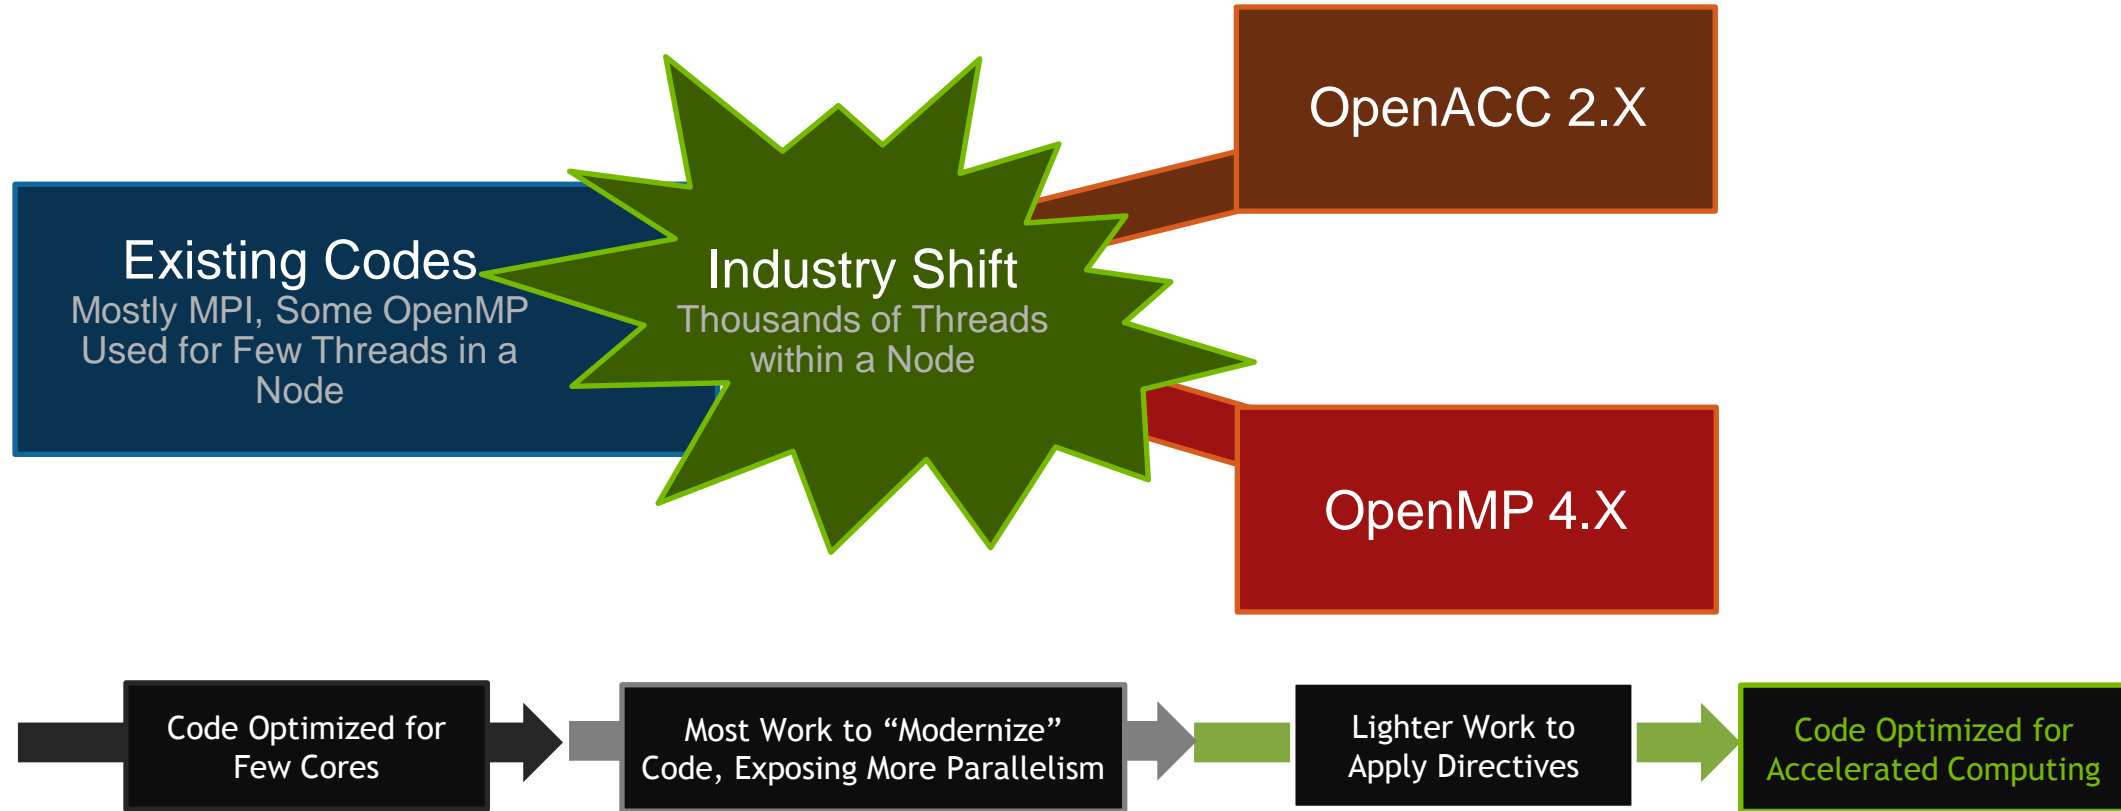 OpenACC 2.X
Existing Codes
Mostly MPI, Some OpenMP
Used for Few Threads in a
Node
Industry Shift
Thousands of Threads
within a Node
OpenMP 4.X
Code Optimized for
Few Cores
Most Work to “Modernize”
Code, Exposing More Parallelism
Lighter Work to
Apply Directives
Code Optimized for
Accelerated Computing